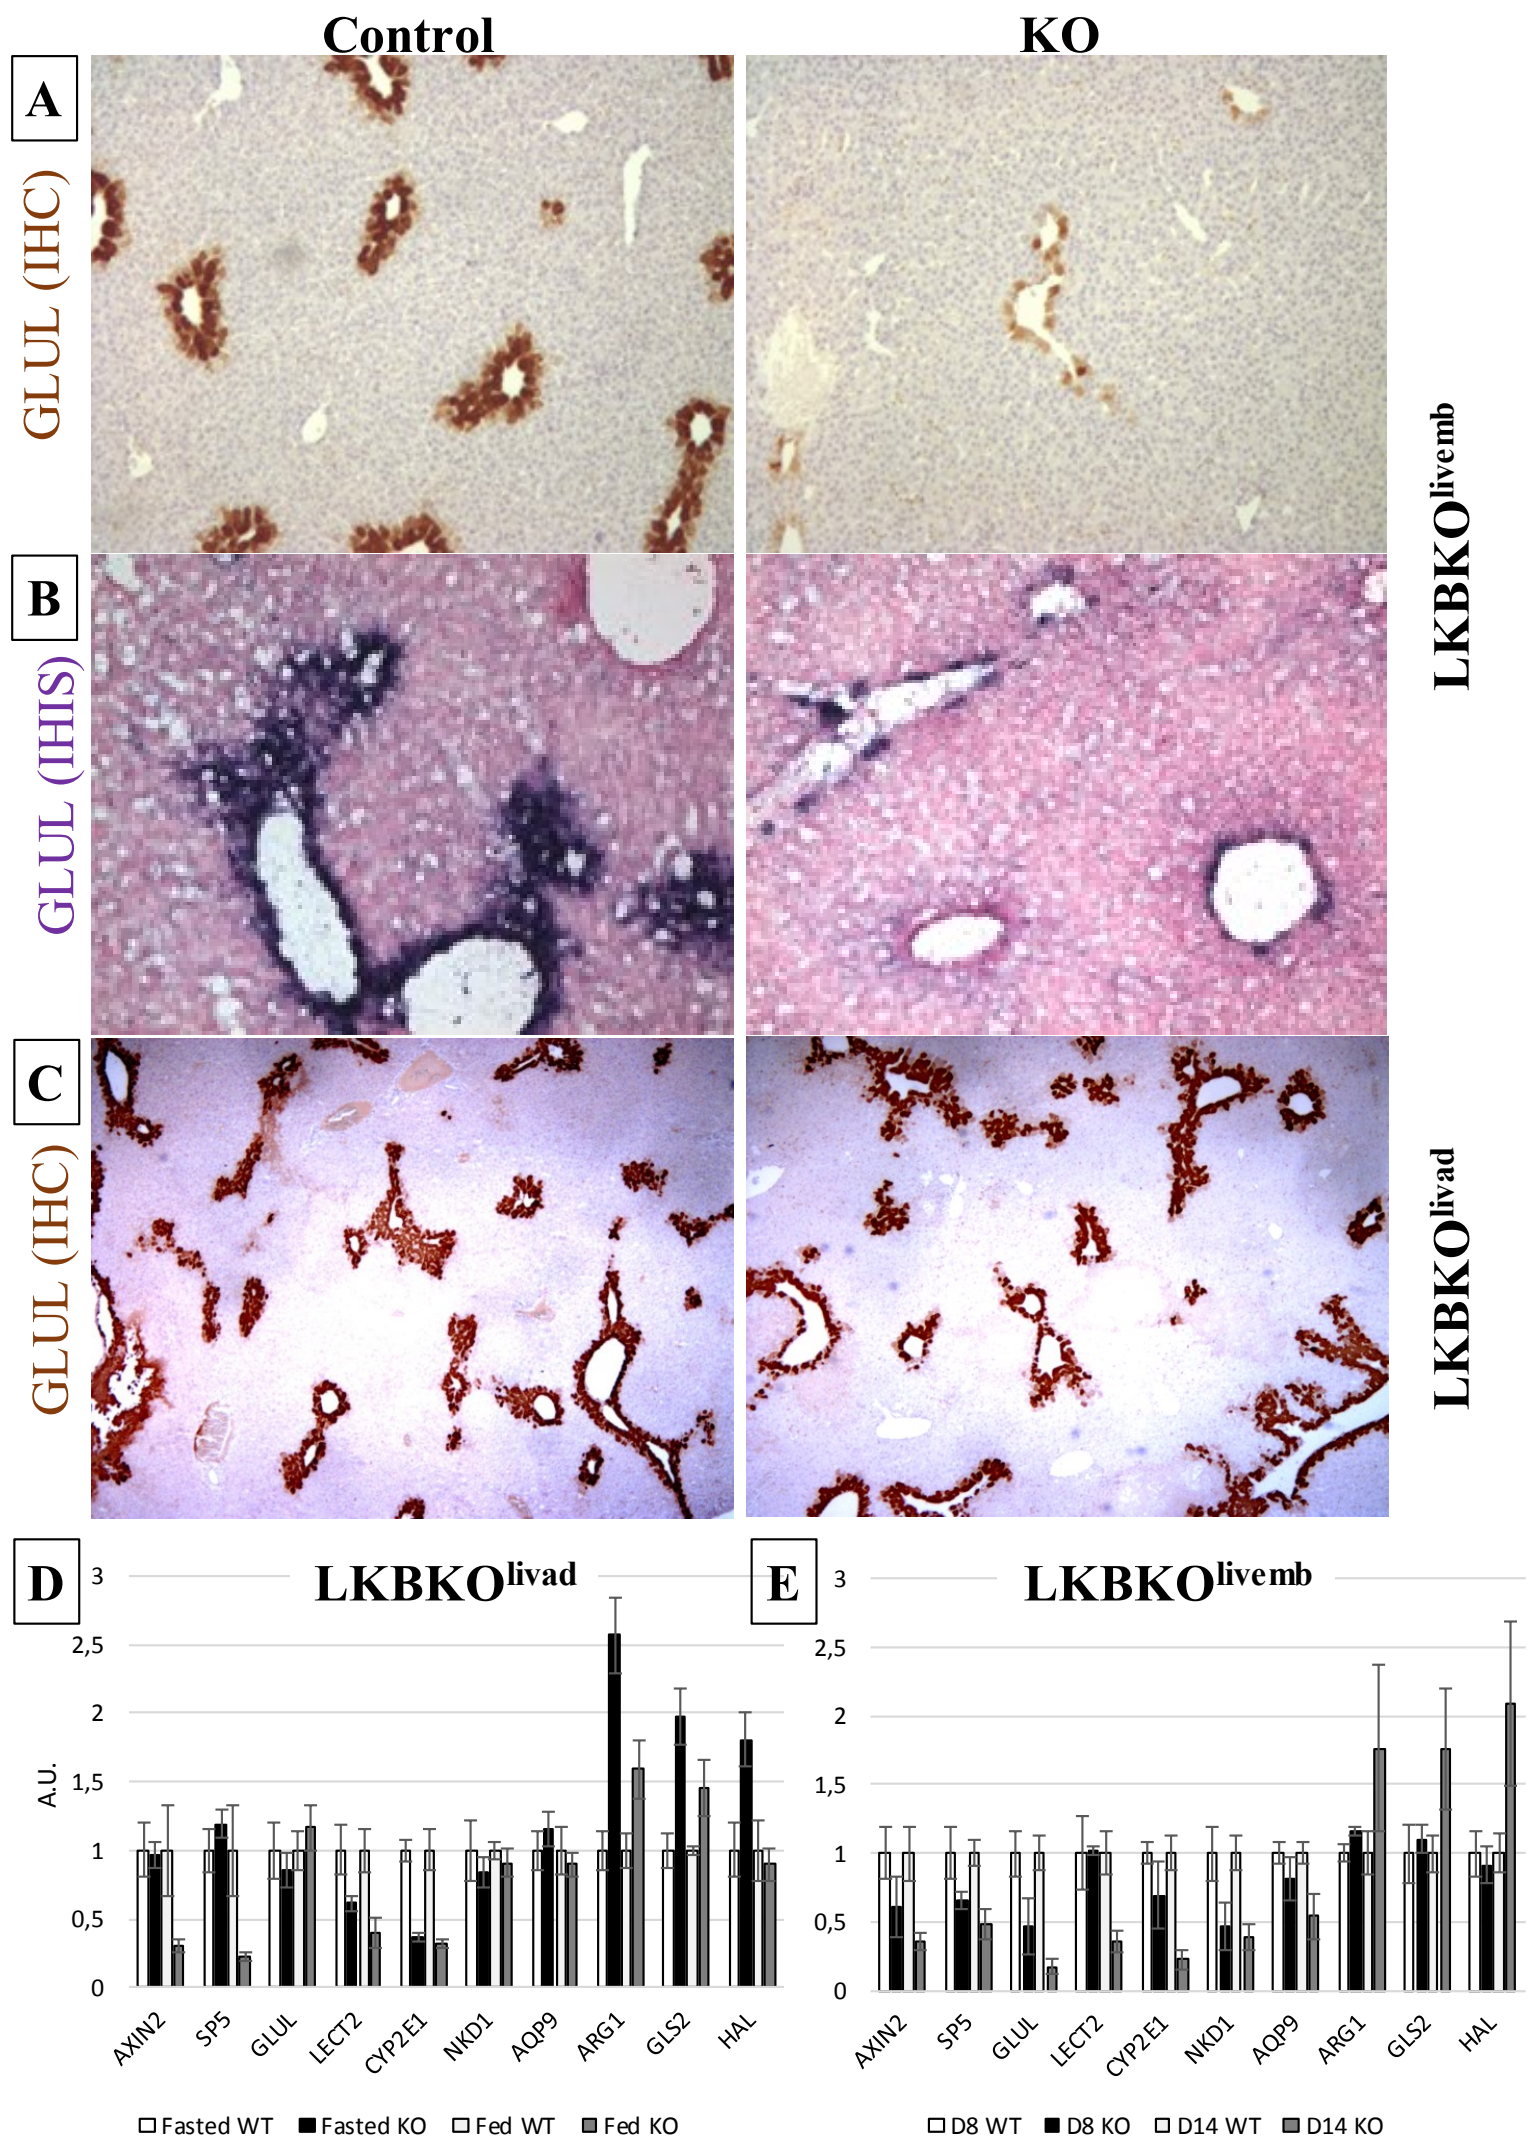 Control
KO
A
GLUL (IHC)
B
GLUL (IHIS)
LKBKOlivemb
C
GLUL (IHC)
LKBKOlivad
D
LKBKOlivad
A.U.
3
2,5
2
1,5
1
0,5
0
AXIN2
SP5
GLUL
LECT2
CYP2E1
NKD1
AQP9
ARG1
GLS2
HAL
Fasted WT
Fasted KO
Fed WT
Fed KO
E
LKBKOlivemb
3
2,5
2
1,5
1
0,5
0
AXIN2
SP5
GLUL
LECT2
CYP2E1
NKD1
AQP9
ARG1
GLS2
HAL
D8 WT
D8 KO
D14 WT
D14 KO